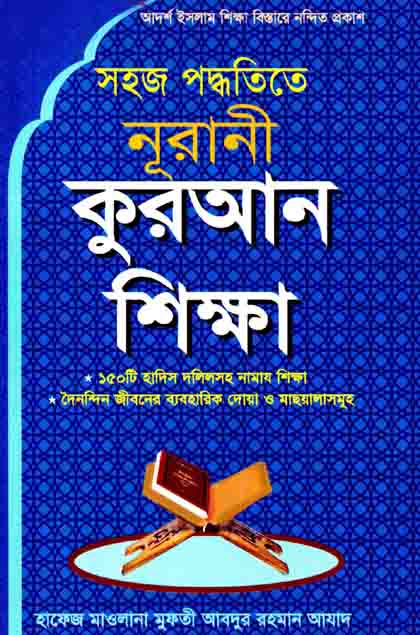 আদর্শ ইসলাম শিক্ষা বিস্তারে নন্দিত প্রকাশ
সহজ পদ্ধতিতে
নূরানী
কুরআন
শিক্ষা
★ ১৫০টি হাদিস দলিলসহ নামায শিক্ষা
★ দৈনন্দিন জীবনের ব্যবহারিক দোয়া ও মাছয়ালাসমূহ
হাফেজ মাওলানা মুফতী আবদুর রহমান আযাদ